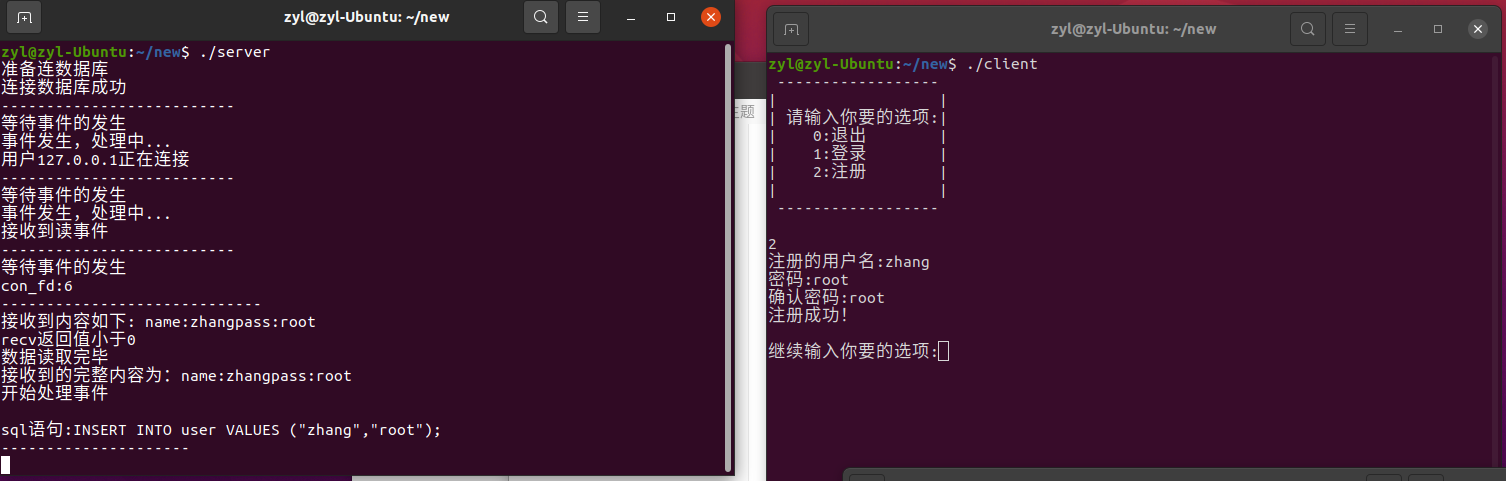 zyl@zyl-Ubuntu: ~/new
zyl@zyl-Ubuntu:~/new$ ./server
准备连数据库
连接数据库成功
--------------------------
等待事件的发生
事件发生，处理中...
用户127.0.0.1正在连接
--------------------------
等待事件的发生
事件发生，处理中...
接收到读事件
--------------------------
等待事件的发生
con_fd:6
-----------------------------
接收到内容如下: name:zhangpass:root
recv返回值小于0
数据读取完毕
接收到的完整内容为：name:zhangpass:root
开始处理事件
sql语句:INSERT INTO user VALUES ("zhang","root");
---------------------
主题
zyl@zyl-Ubuntu: ~/new
zyl@zyl-Ubuntu:~/new$ ./client
------------------
| |
| 请输入你要的选项:|
| 0:退出 |
| 1:登录 |
| 2:注册 |
| |
------------------
2
注册的用户名:zhang
密码:root
确认密码:root
注册成功!
继续输入你要的选项: